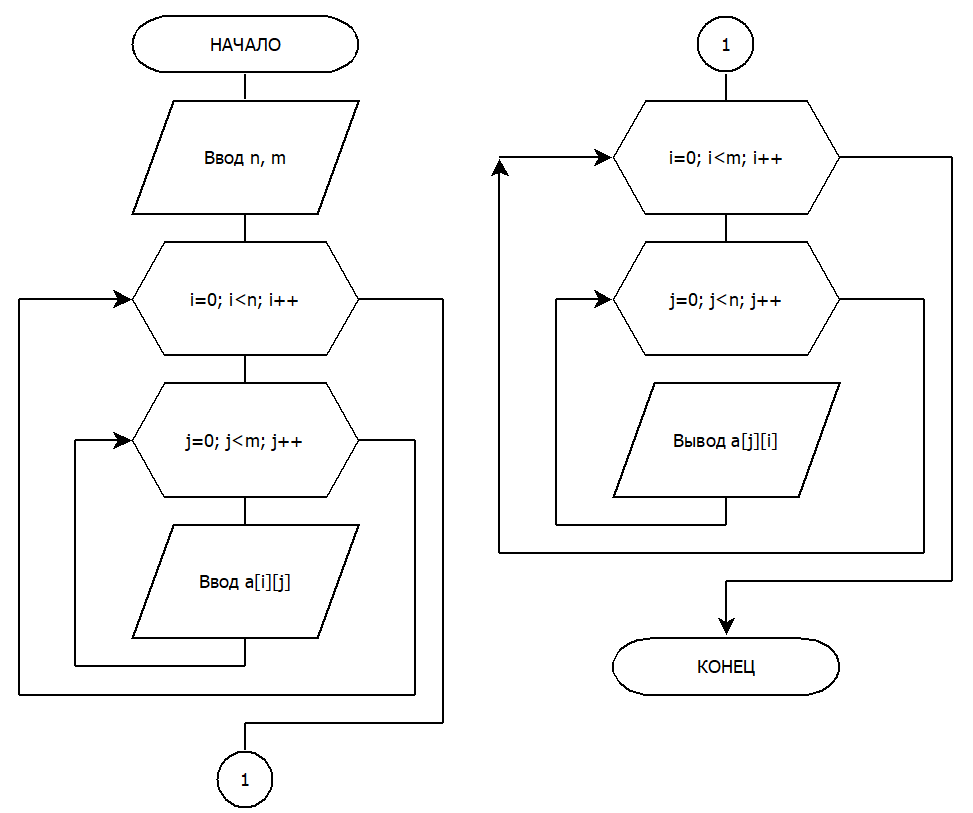 НАЧАЛО
Ввод n, m
i=0; i<n; i++
j=0; j<m; j++
Ввод a[i][j]
1
1
i=0; i<m; i++
j=0; j<n; j++
Вывод a[j][i]
КОНЕЦ